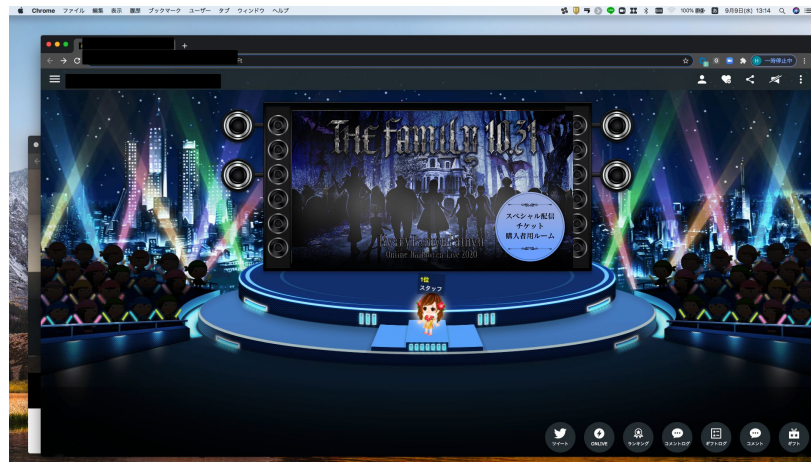 Chrome ファイル 編集 表示 履歴 ブックマーク ユーザー タブ ウィンドウ ヘルプ
100% 9月9日(水) 13:14
一時停止中
The Family 10.31
スペシャル配信
チケット
購入者用ルーム
Online Halloween Live 2020
1位
スタッフ
ツイート ONLIVE ランキング コメントログ ギフトログ コメント ギフト